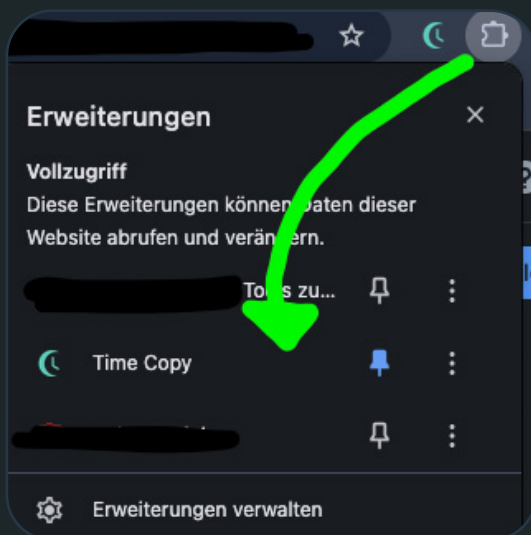 Erweiterungen
Vollzugriff
Diese Erweiterungen können Daten dieser
Website abrufen und verändern.
Tools zu...
Time Copy
Erweiterungen verwalten